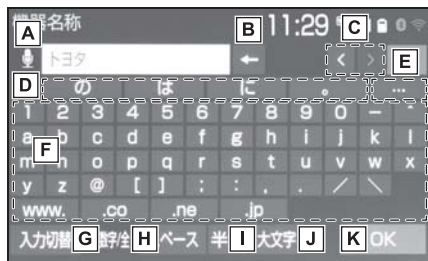 機器名称 B 11:29 C
A
トヨタ ← < > E
D の は に 。 ...
1 2 3 4 5 6 7 8 9 0 - ^
a b c d e f g h i j k l
F
m n o p q r s t u v w x
y z @ [ ] ; : , . / \
www. .co .ne .jp
入力切替 G 数字/全 H ペース 半 I 大文字 J K OK